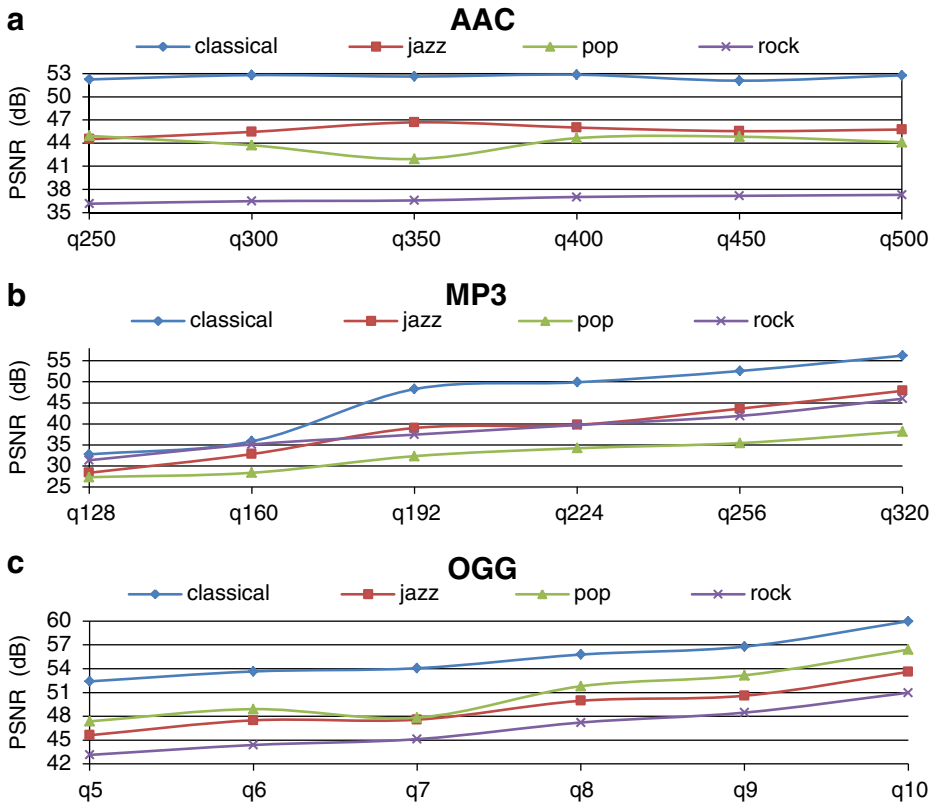 a
AAC
classical jazz pop rock
PSNR (dB)
53
50
47
44
41
38
35
q250 q300 q350 q400 q450 q500
b
MP3
classical jazz pop rock
PSNR (dB)
55
50
45
40
35
30
25
q128 q160 q192 q224 q256 q320
c
OGG
classical jazz pop rock
PSNR (dB)
60
57
54
51
48
45
42
q5 q6 q7 q8 q9 q10